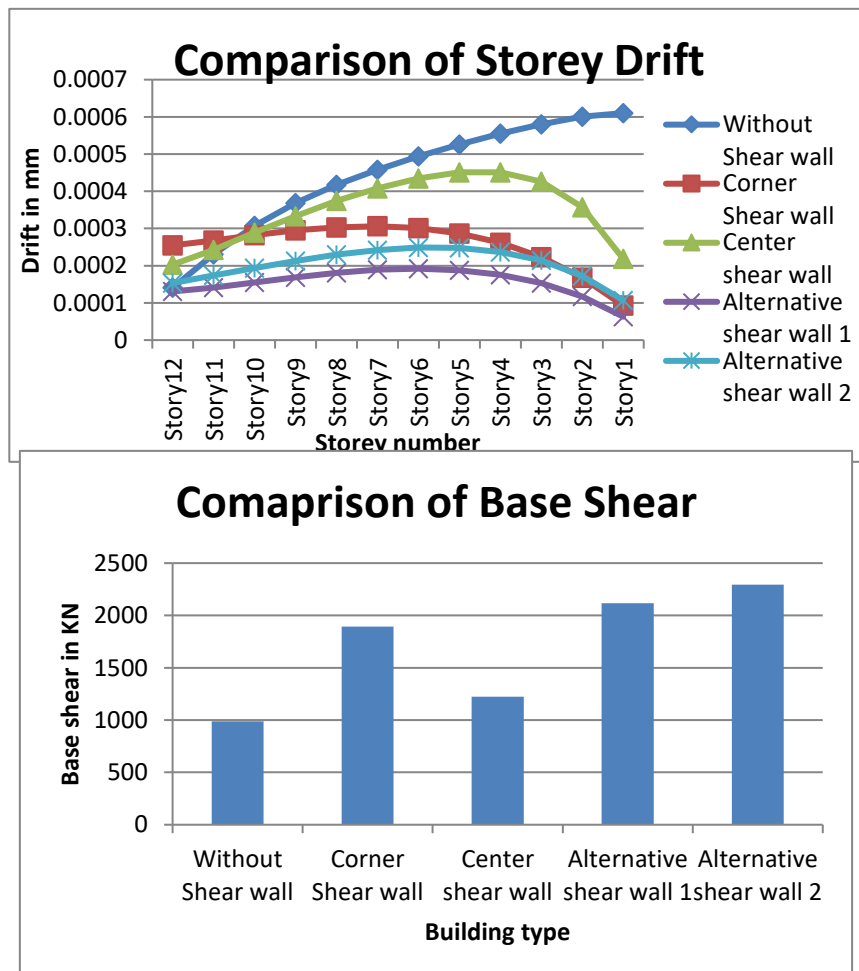 Comparison of Storey Drift
0.0007
0.0006
0.0005
0.0004
0.0003
0.0002
0.0001
0
Drift in mm
Story12
Story11
Story10
Story9
Story8
Story7
Story6
Story5
Story4
Story3
Story2
Story1
Storey number
Without
Shear wall
Corner
Shear wall
Center
shear wall
Alternative
shear wall 1
Alternative
shear wall 2
Comaprison of Base Shear
2500
2000
1500
1000
500
0
Base shear in KN
Without
Shear wall
Corner
Shear wall
Center
shear wall
Alternative
shear wall 1
Alternative
shear wall 2
Building type